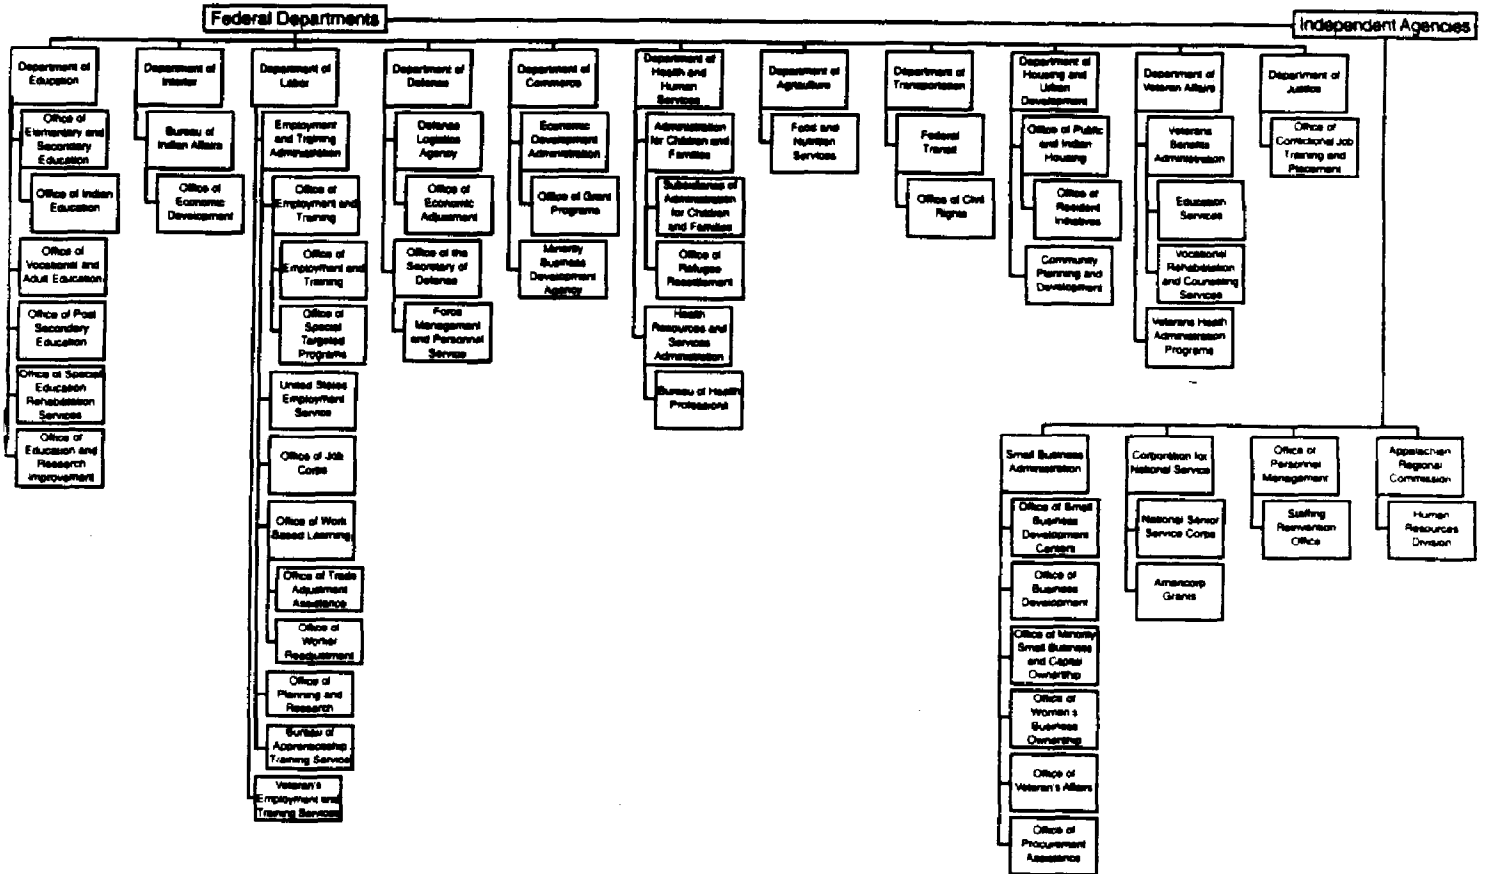 Federal Departments
Independent Agencies
Department of
Education
Office of
Elementary and
Secondary
Education
Office of Indian
Education
Office of
Vocational and
Adult Education
Office of Post
Secondary
Education
Office of Special
Education
Rehabilitation
Services
Office of
Education and
Research
Improvement
Department of
Interior
Bureau of
Indian Affairs
Office of
Economic
Development
Department of
Labor
Employment
and Training
Administration
Office of
Employment and
Training
Office of
Employment and
Training
Office of
Special
Targeted
Programs
United States
Employment
Service
Office of Job
Corps
Office of Work
Based Learning
Office of Trade
Adjustment
Assistance
Office of
Worker
Readjustment
Office of
Planning and
Research
Bureau of
Apprenticeship
Training Service
Veteran's
Employment and
Training Services
Department of
Defense
Defense
Logistics
Agency
Office of
Economic
Adjustment
Office of the
Secretary of
Defense
Force
Management
and Personnel
Service
Department of
Commerce
Economic
Development
Administration
Office of Grant
Programs
Minority
Business
Development
Agency
Department of
Health and
Human
Services
Administration
for Children and
Families
Subsidiaries of
Administration
for Children
and Families
Office of
Refugee
Resettlement
Health
Resources and
Services
Administration
Bureau of Health
Professions
Department of
Agriculture
Food and
Nutrition
Services
Department of
Transportation
Federal
Transit
Office of Civil
Rights
Department of
Housing and
Urban
Development
Office of Public
and Indian
Housing
Office of
Resident
Initiatives
Community
Planning and
Development
Department of
Veteran Affairs
Veterans
Benefits
Administration
Education
Services
Vocational
Rehabilitation
and Counseling
Services
Veterans Health
Administration
Programs
Department of
Justice
Office of
Correctional Job
Training and
Placement
Small Business
Administration
Office of Small
Business
Development
Centers
Office of
Business
Development
Office of Minority
Small Business
and Capital
Ownership
Office of
Women's
Business
Ownership
Office of
Veteran's Affairs
Office of
Procurement
Assistance
Corporation for
National Service
National Senior
Service Corps
Americorp
Grants
Office of
Personnel
Management
Staffing
Reinvention
Office
Appalachian
Regional
Commission
Human
Resources
Division